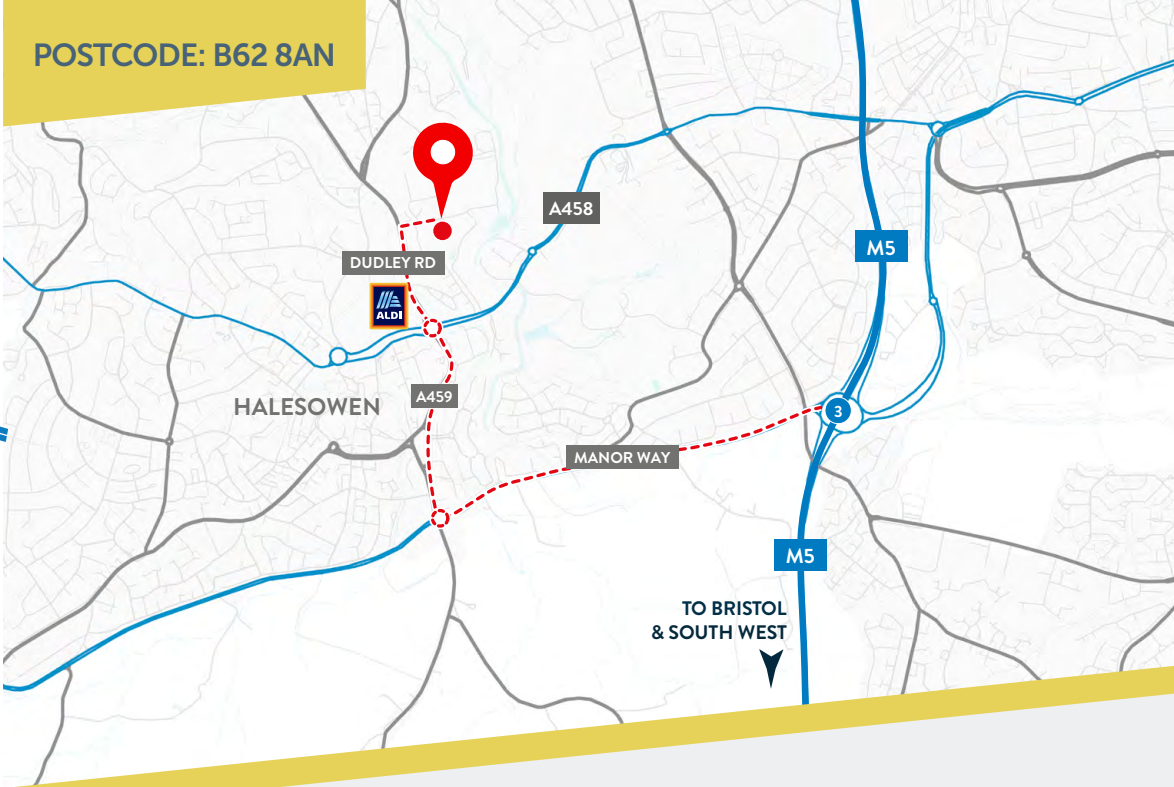 POSTCODE: B62 8AN
A458
M5
DUDLEY RD
ALDI
A459
HALESOWEN
3
MANOR WAY
M5
TO BRISTOL
& SOUTH WEST